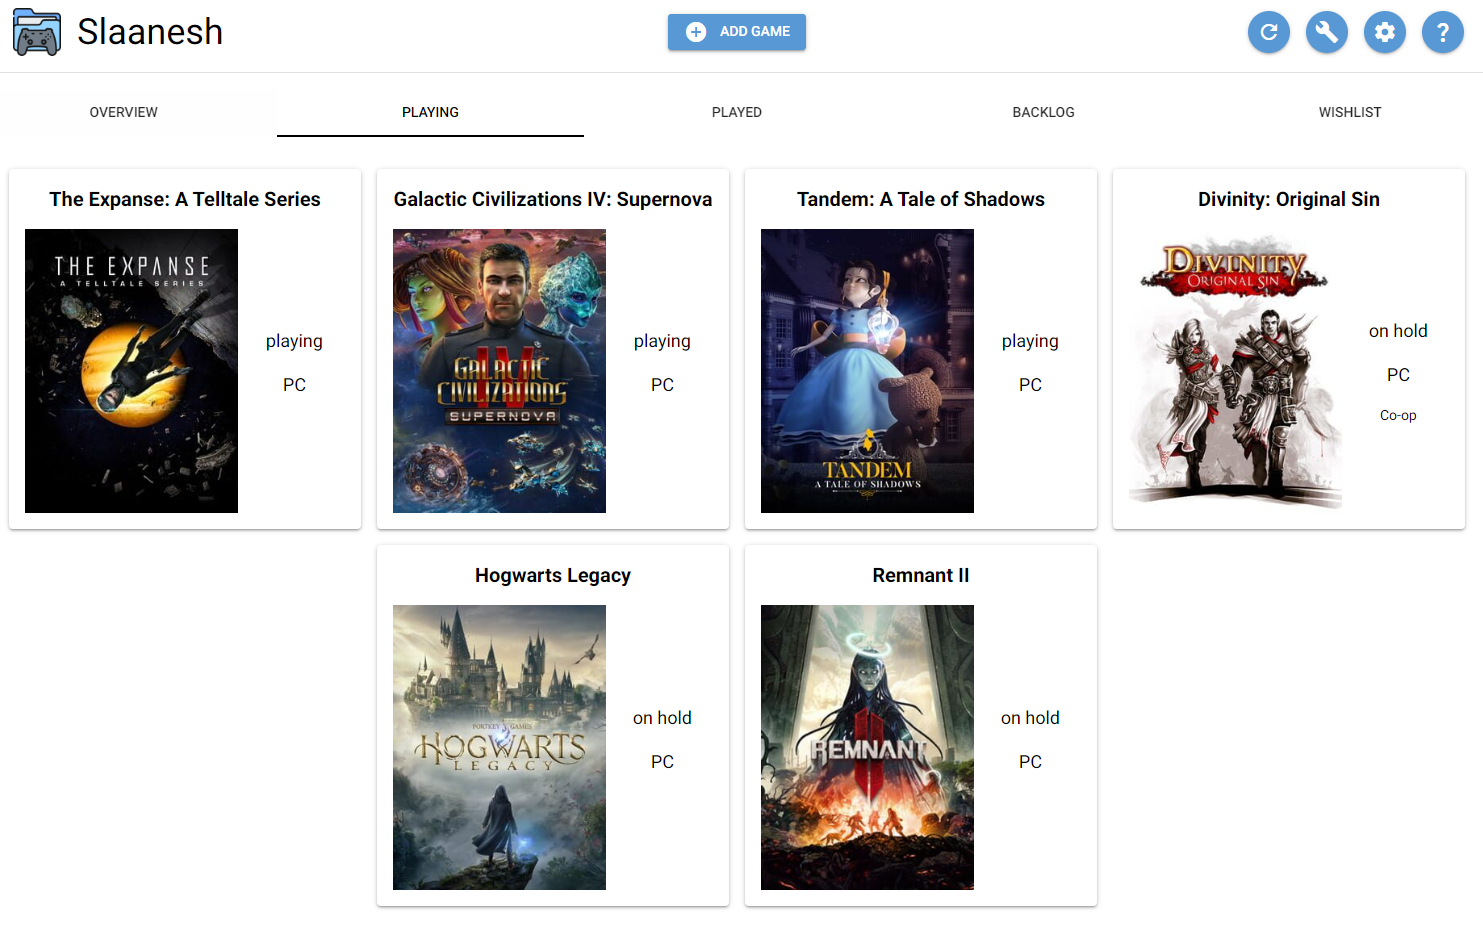 Slaanesh
ADD GAME
?
OVERVIEW
PLAYING
PLAYED
BACKLOG
WISHLIST
The Expanse: A Telltale Series
THE EXPANSE
A TELLTALE SERIES
playing
PC
Galactic Civilizations IV: Supernova
IV
GALACTIC
CIVILIZATIONS
SUPERNOVA
playing
PC
Tandem: A Tale of Shadows
TANDEM
A TALE OF SHADOWS
playing
PC
Divinity: Original Sin
DIVINITY
ORIGINAL SIN
on hold
PC
Co-op
Hogwarts Legacy
PORTKEY GAMES
HOGWARTS
LEGACY
on hold
PC
Remnant II
REMNANT
II
on hold
PC